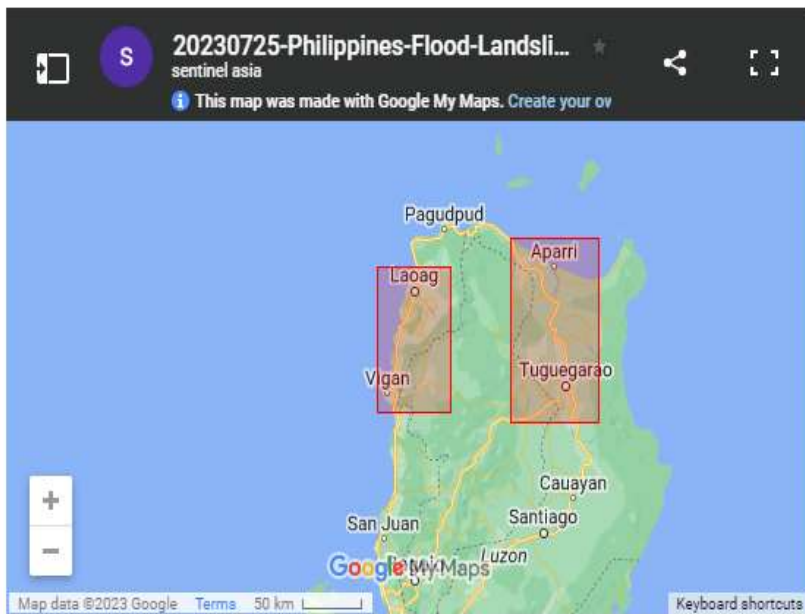 S
20230725-Philippines-Flood-Landsli...
sentinel asia
This map was made with Google My Maps. Create your ov
Pagudpud
Aparri
Laoag
Tuguegarao
Vigan
Cauayan
San Juan
Santiago
Luzon
Google My Maps
Map data ©2023 Google Terms 50 km
Keyboard shortcuts